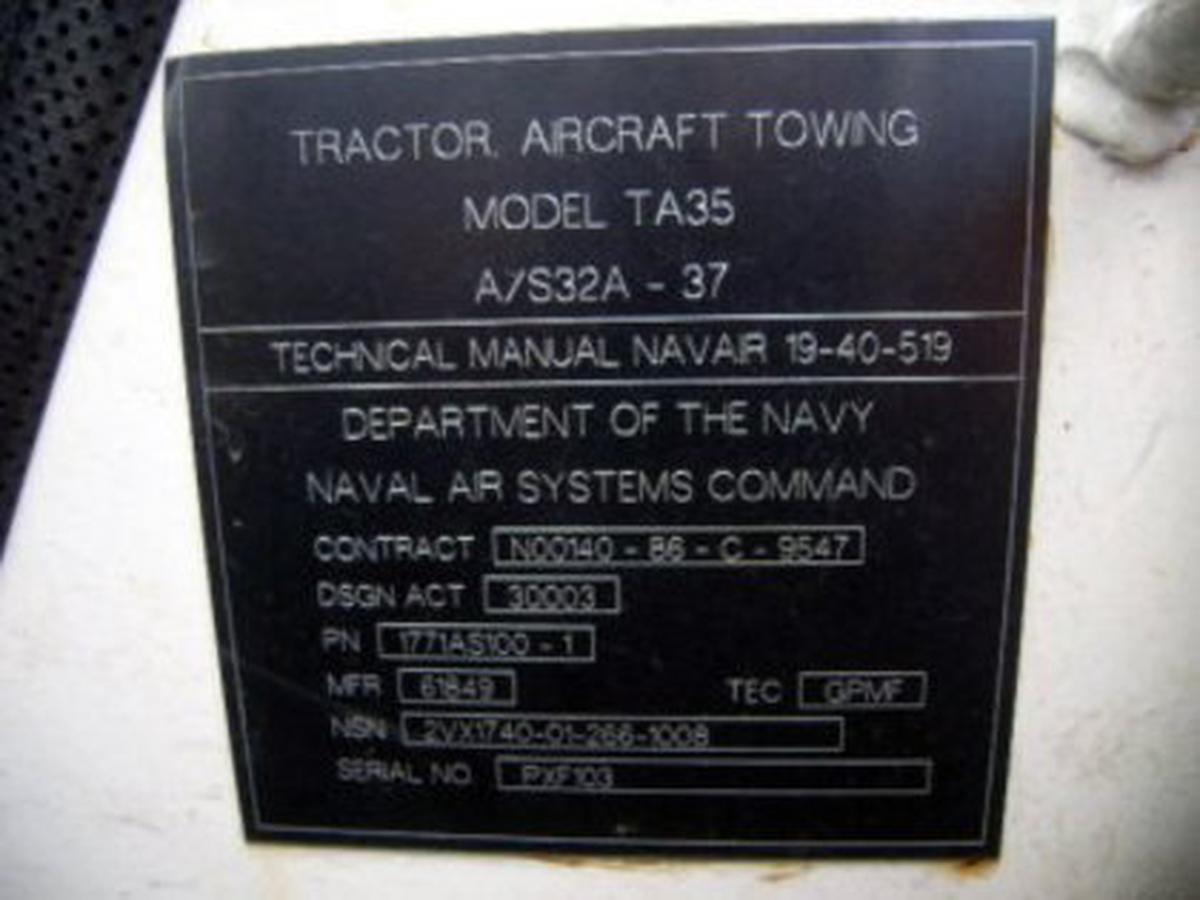 TRACTOR, AIRCRAFT TOWING
MODEL TA35
A/S32A - 37
TECHNICAL MANUAL NAVAIR 19-40-519
DEPARTMENT OF THE NAVY
NAVAL AIR SYSTEMS COMMAND
CONTRACT N00140 - 86 - C - 9547
DSGN ACT 30003
PN 1771AS100 - 1
MFR 61849 TEC GPMF
NSN 2VX1740-01-266-1008
SERIAL NO PXF103